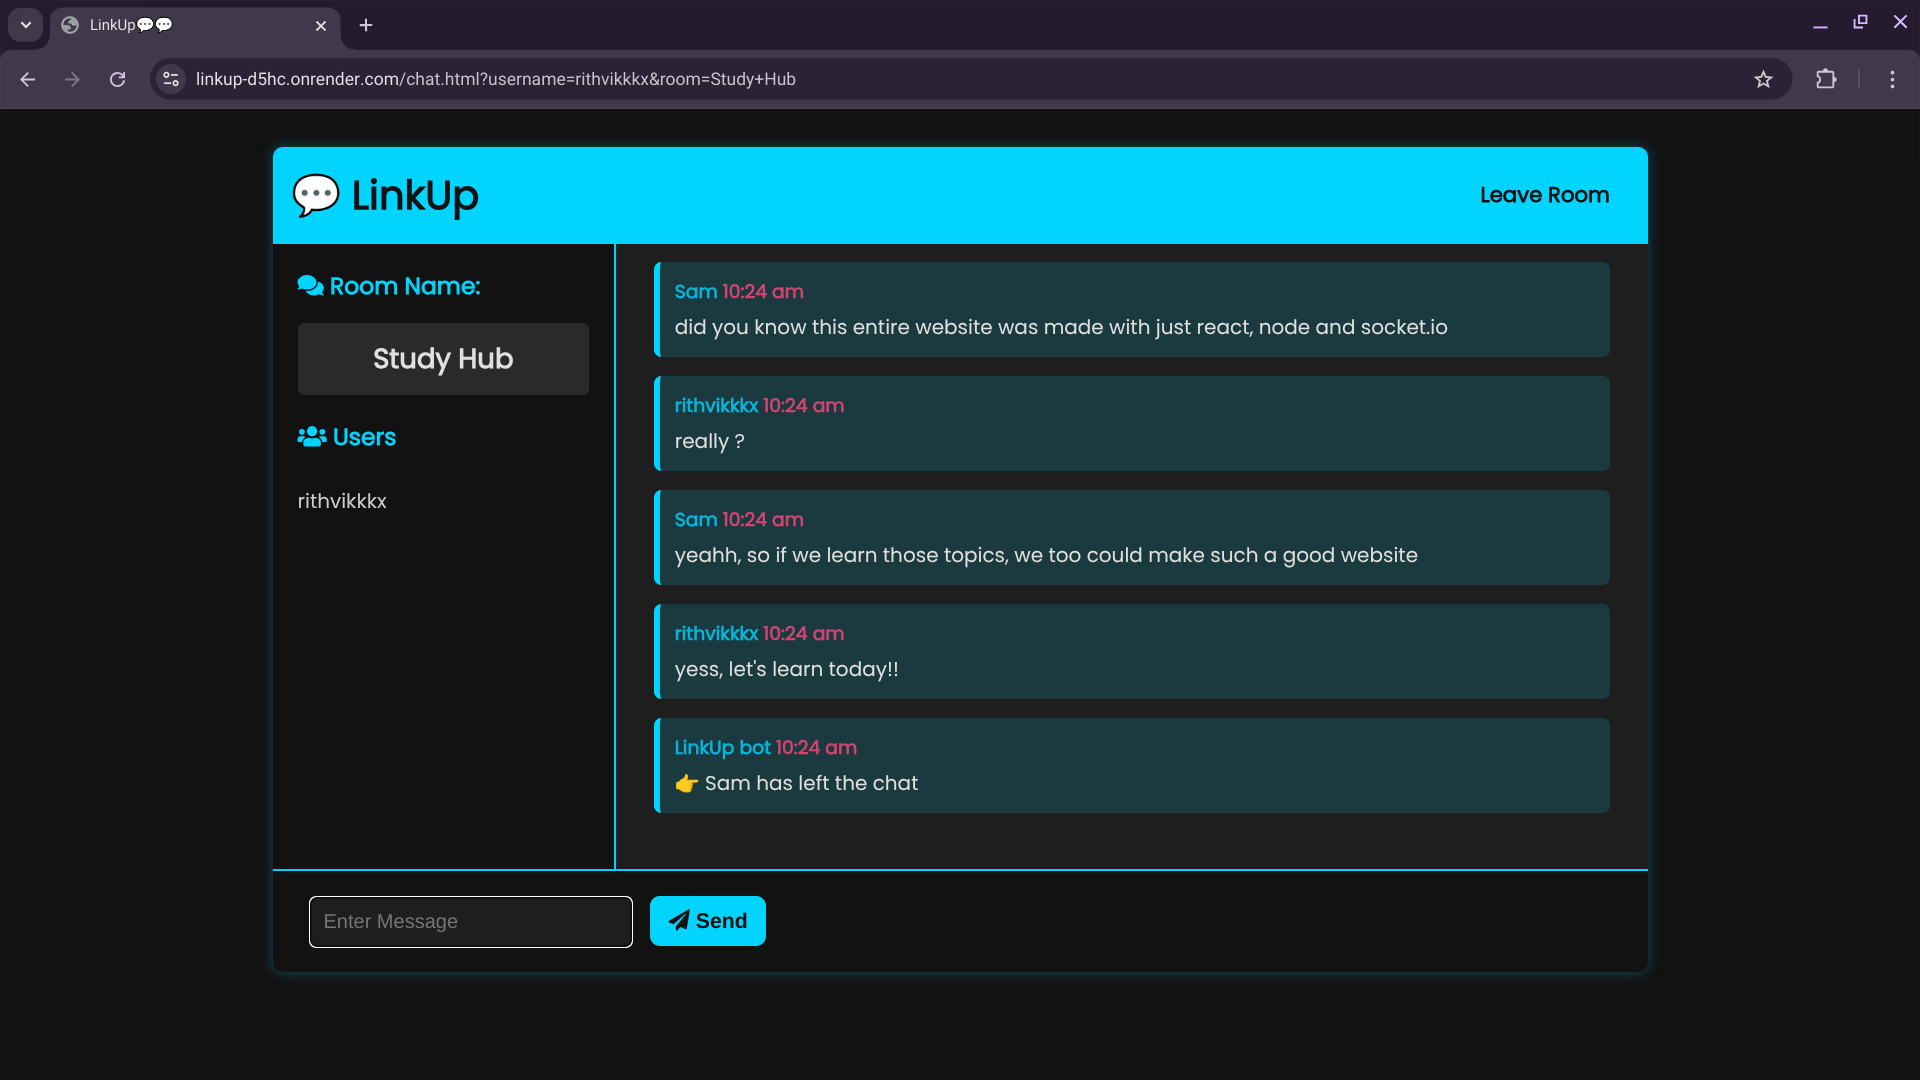 LinkUp💬💬
linkup-d5hc.onrender.com/chat.html?username=rithvikkkx&room=Study+Hub
💬 LinkUp
Leave Room
Room Name:
Study Hub
Users
rithvikkkx
Sam 10:24 am
did you know this entire website was made with just react, node and socket.io
rithvikkkx 10:24 am
really ?
Sam 10:24 am
yeahh, so if we learn those topics, we too could make such a good website
rithvikkkx 10:24 am
yess, let's learn today!!
LinkUp bot 10:24 am
👉 Sam has left the chat
Enter Message
Send